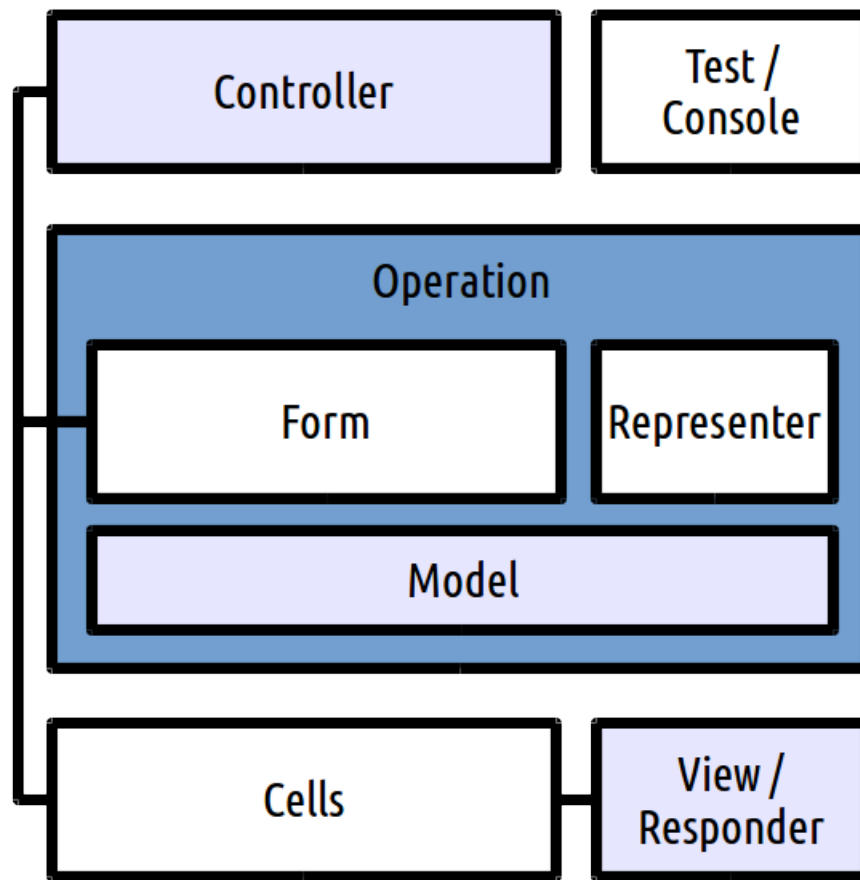 Controller
Test /
Console
Operation
Form
Representer
Model
Cells
View /
Responder